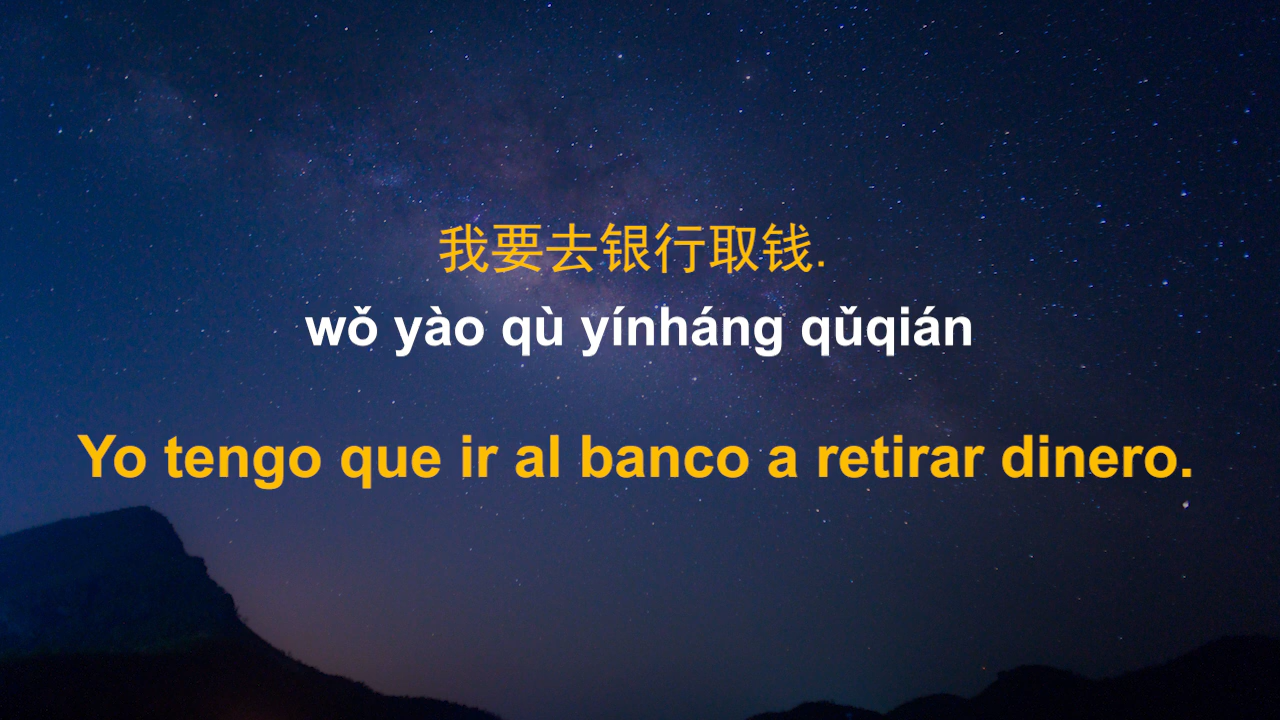 我要去银行取钱.
wǒ yào qù yínháng qǔqián
Yo tengo que ir al banco a retirar dinero.